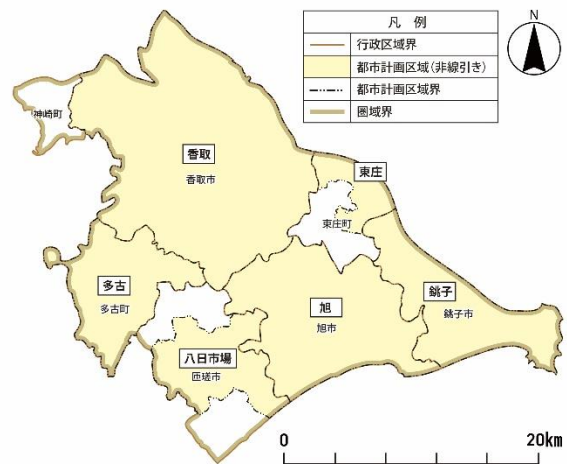 凡 例
行政区域界
都市計画区域(非線引き)
都市計画区域界
圏域界
N
神崎町
香取
香取市
東庄
東庄町
多古
多古町
旭
旭市
銚子
銚子市
八日市場
匝瑳市
0
20km